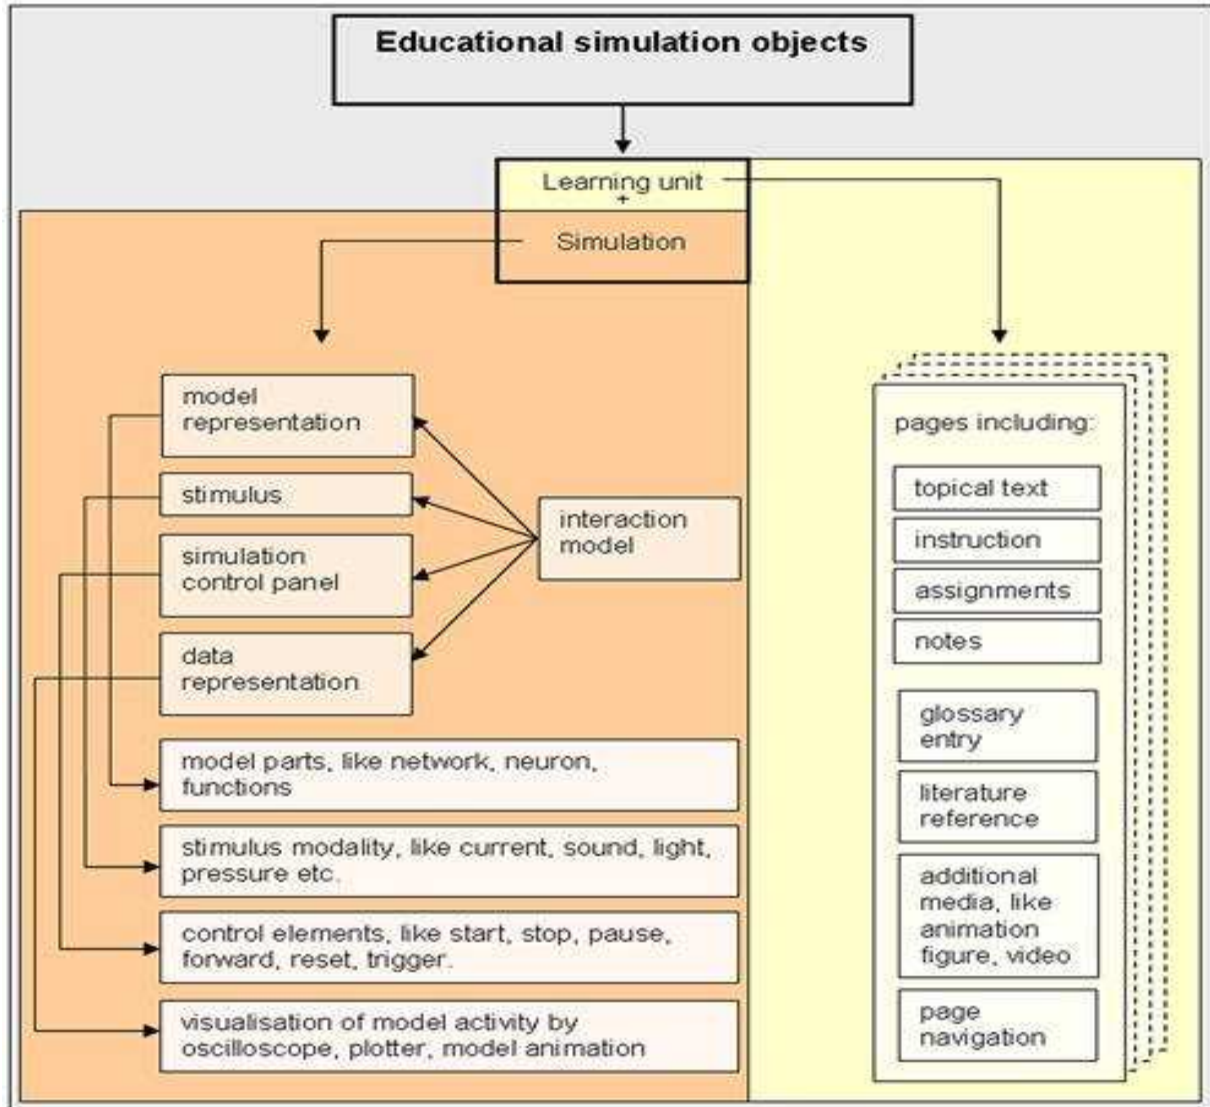 Educational simulation objects
Learning unit
+
Simulation
model
representation
stimulus
simulation
control panel
data
representation
interaction
model
model parts, like network, neuron,
functions
stimulus modality, like current, sound, light,
pressure etc.
control elements, like start, stop, pause,
forward, reset, trigger.
visualisation of model activity by
oscilloscope, plotter, model animation
pages including:
topical text
instruction
assignments
notes
glossary
entry
literature
reference
additional
media, like
animation
figure, video
page
navigation